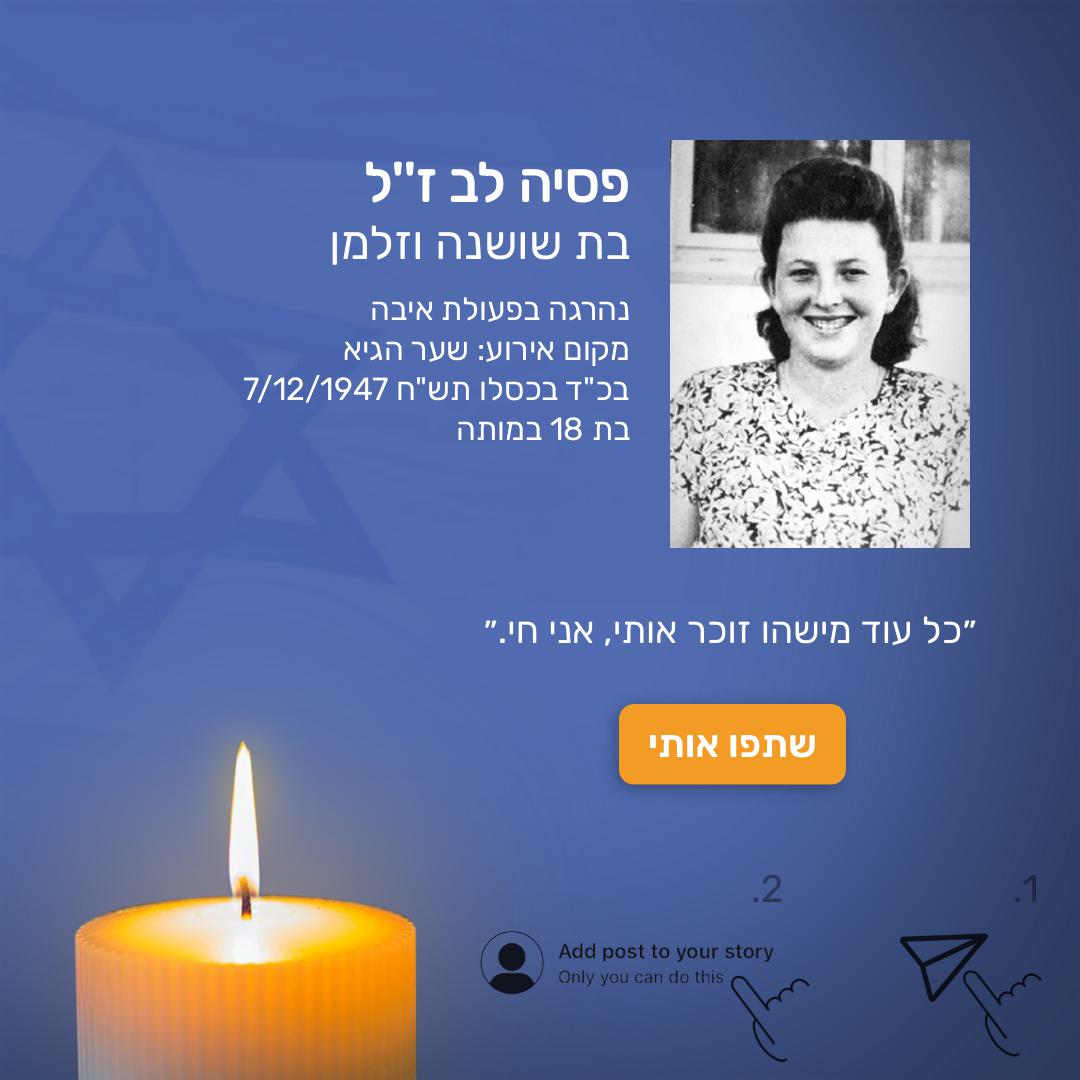 פסיה לב ז"ל
בת שושנה וזלמן
נהרגה בפעולת איבה
מקום אירוע: שער הגיא
בכ"ד בכסלו תש"ח 7/12/1947
בת 18 במותה
״כל עוד מישהו זוכר אותי, אני חי.״
שתפו אותי
1.
2.
Add post to your story
Only you can do this